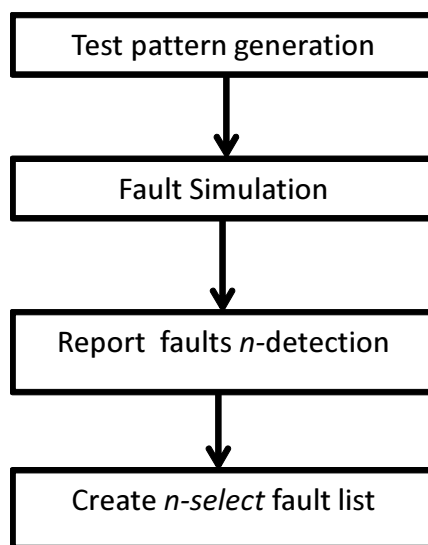 Test pattern generation
Fault Simulation
Report faults n-detection
Create n-select fault list